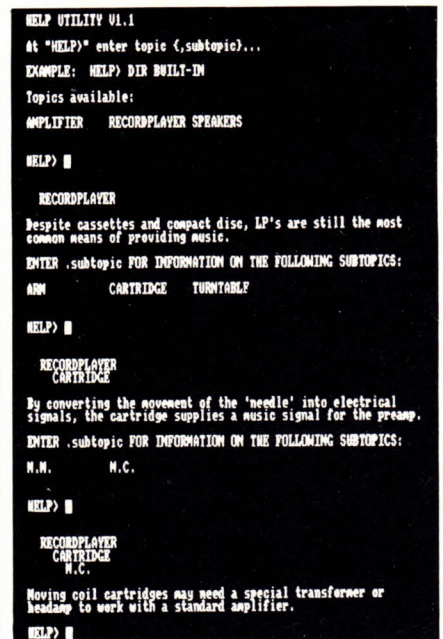 HELP UTILITY V1.1
At "HELP>" enter topic {,subtopic}...
EXAMPLE: HELP> DIR BUILT-IN
Topics available:
AMPLIFIER RECORDPLAYER SPEAKERS
HELP>
RECORDPLAYER
Despite cassettes and compact disc, LP's are still the most
common means of providing music.
ENTER .subtopic FOR INFORMATION ON THE FOLLOWING SUBTOPICS:
ARM CARTRIDGE TURNTABLE
HELP>
RECORDPLAYER
CARTRIDGE
By converting the movement of the 'needle' into electrical
signals, the cartridge supplies a music signal for the preamp.
ENTER .subtopic FOR INFORMATION ON THE FOLLOWING SUBTOPICS:
M.M. M.C.
HELP>
RECORDPLAYER
CARTRIDGE
M.C.
Moving coil cartridges may need a special transformer or
headamp to work with a standard amplifier.
HELP>